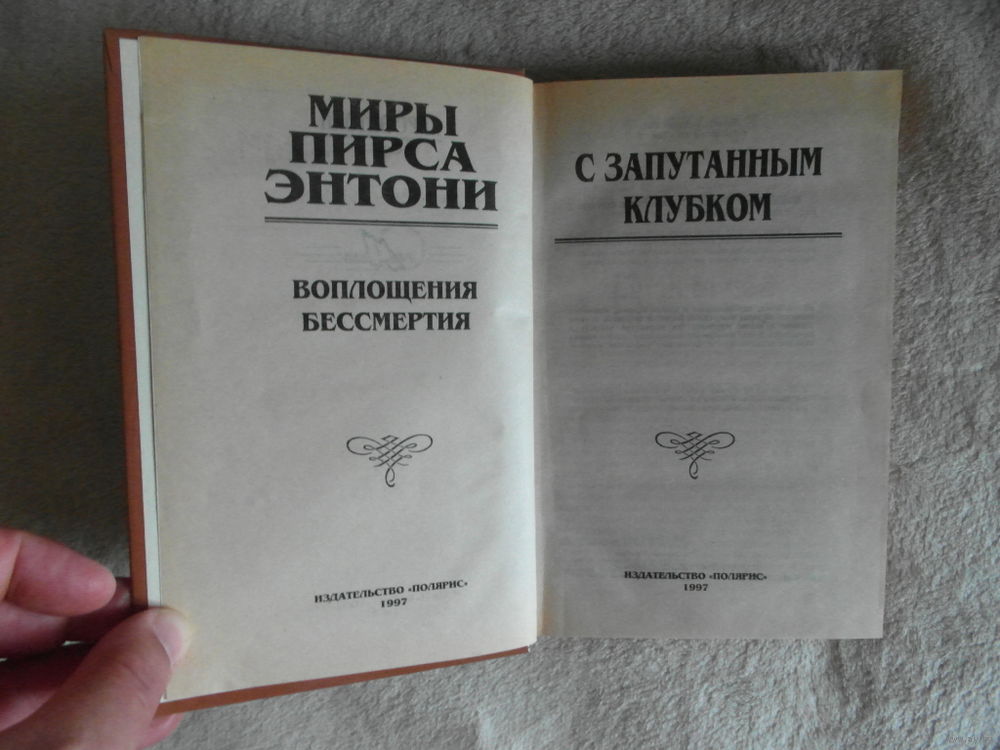 МИРЫ
ПИРСА
ЭНТОНИ
ВОПЛОЩЕНИЯ
БЕССМЕРТИЯ
ИЗДАТЕЛЬСТВО «ПОЛЯРИС»
1997
С ЗАПУТАННЫМ
КЛУБКОМ
ИЗДАТЕЛЬСТВО «ПОЛЯРИС»
1997